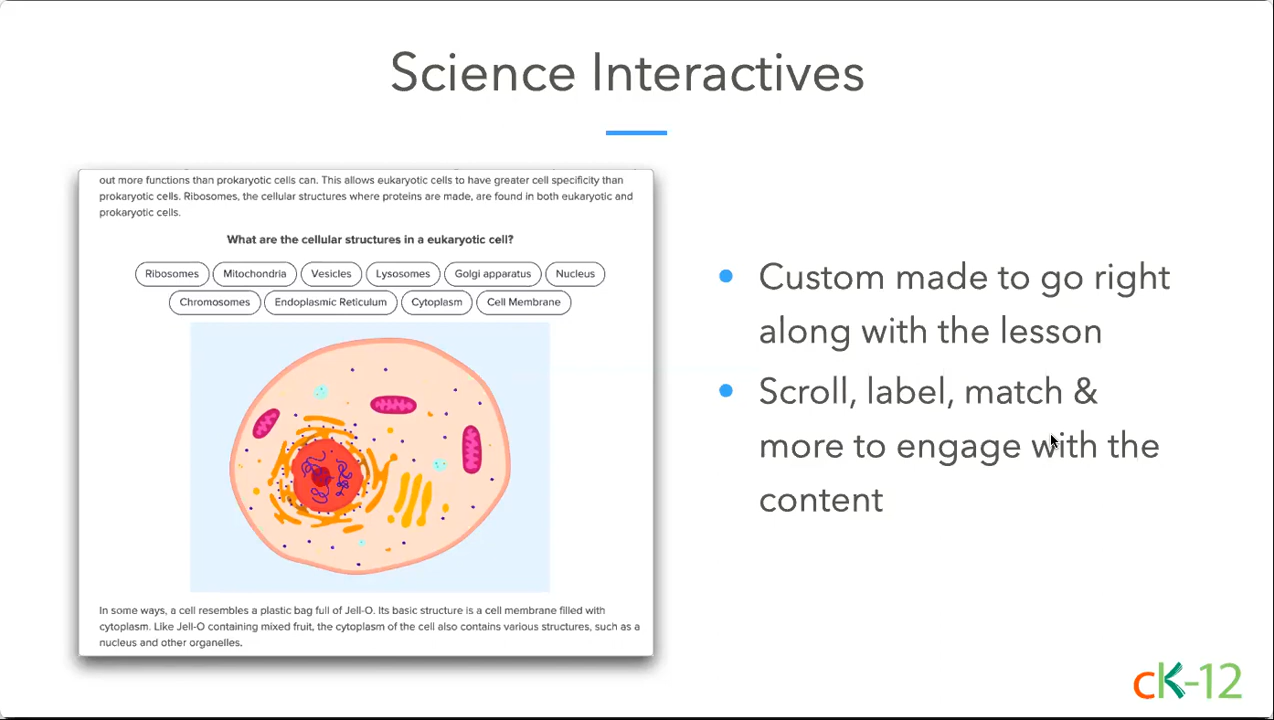 Science Interactives
out more functions than prokaryotic cells can. This allows eukaryotic cells to have greater cell specificity than
prokaryotic cells. Ribosomes, the cellular structures where proteins are made, are found in both eukaryotic and
prokaryotic cells.
What are the cellular structures in a eukaryotic cell?
Ribosomes Mitochondria Vesicles Lysosomes Golgi apparatus Nucleus
Chromosomes Endoplasmic Reticulum Cytoplasm Cell Membrane
In some ways, a cell resembles a plastic bag full of Jell-O. Its basic structure is a cell membrane filled with
cytoplasm. Like Jell-O containing mixed fruit, the cytoplasm of the cell also contains various structures, such as a
nucleus and other organelles.
• Custom made to go right
along with the lesson
• Scroll, label, match &
more to engage with the
content
cK-12